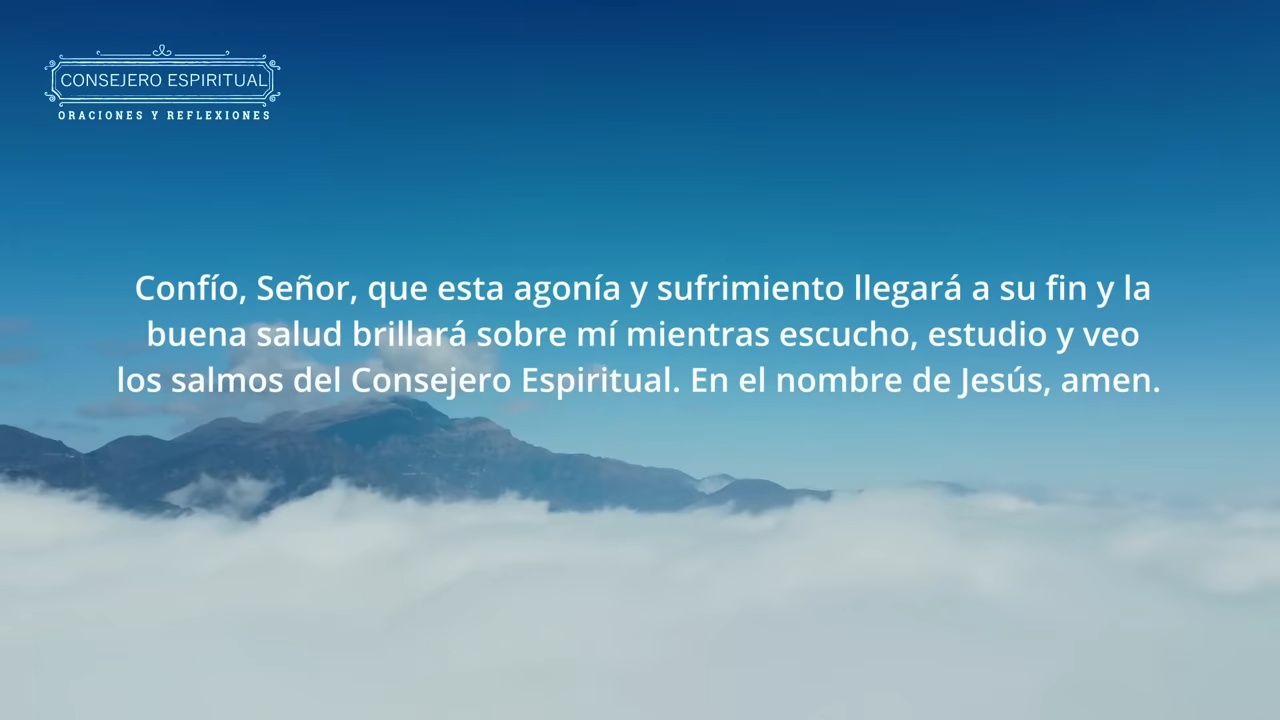 CONSEJERO ESPIRITUAL
ORACIONES Y REFLEXIONES
Confío, Señor, que esta agonía y sufrimiento llegará a su fin y la
buena salud brillará sobre mí mientras escucho, estudio y veo
los salmos del Consejero Espiritual. En el nombre de Jesús, amen.